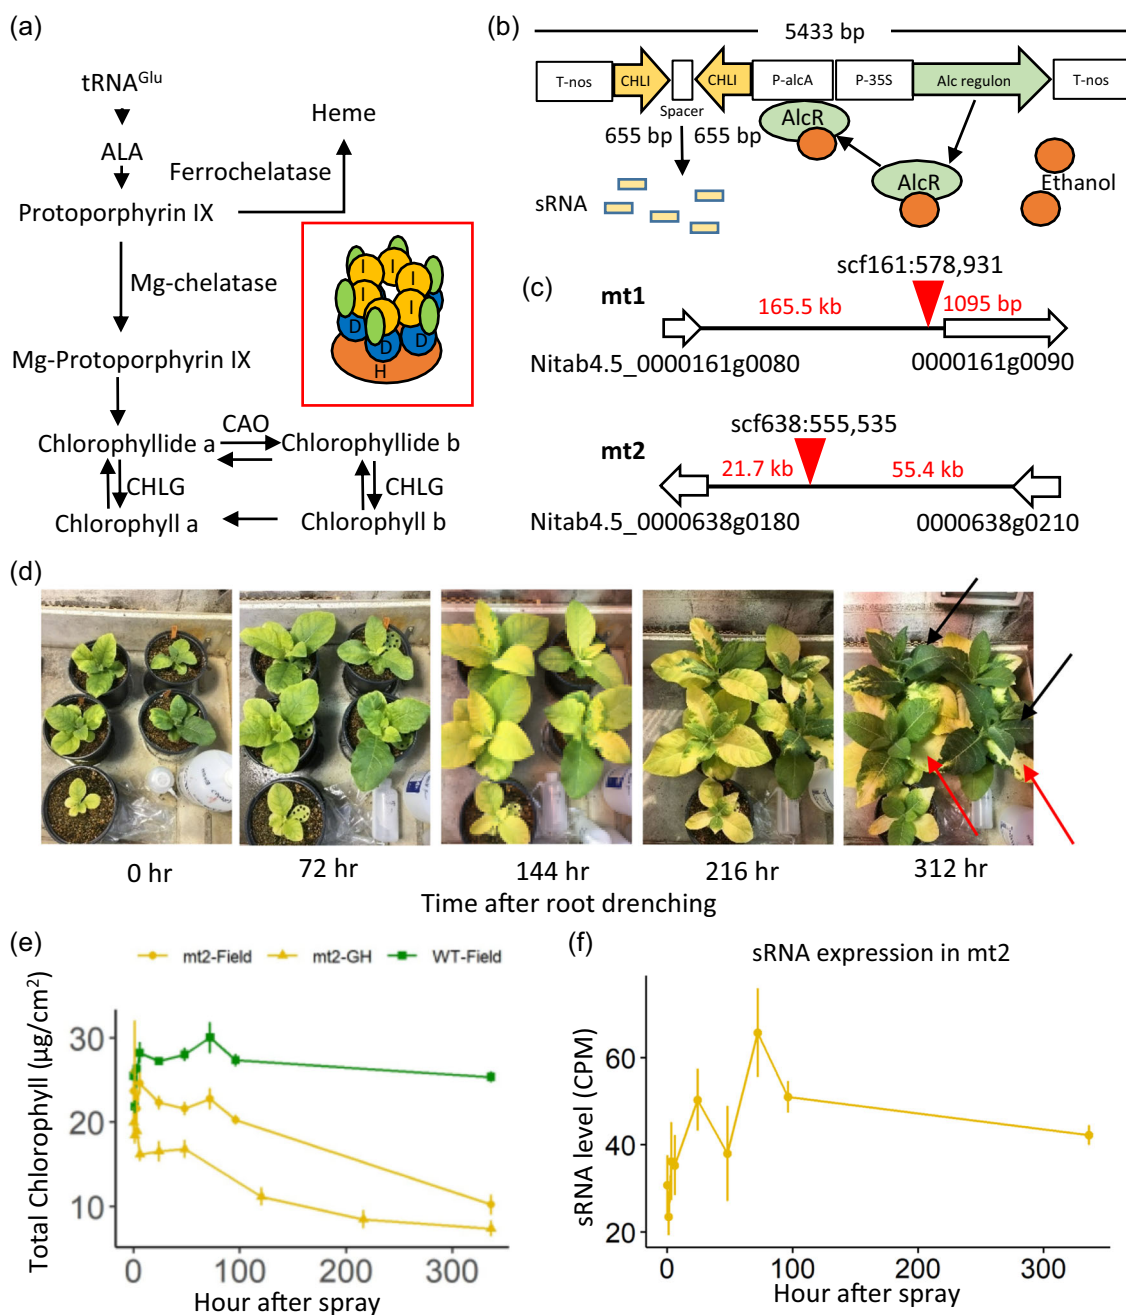 (a)
tRNA^Glu
ALA
Heme
Ferrochelatase
Protoporphyrin IX
Mg-chelatase
I
I
I
I
I
I
D
D
D
H
Mg-Protoporphyrin IX
CAO
Chlorophyllide a
Chlorophyllide b
CHLG
CHLG
Chlorophyll a
Chlorophyll b
(b)
5433 bp
T-nos
CHLI
CHLI
P-alcA
P-35S
Alc regulon
T-nos
Spacer
655 bp
655 bp
AlcR
AlcR
Ethanol
sRNA
(c)
scf161:578,931
mt1
165.5 kb
1095 bp
Nitab4.5_0000161g0080
0000161g0090
scf638:555,535
mt2
21.7 kb
55.4 kb
Nitab4.5_0000638g0180
0000638g0210
(d)
0 hr
72 hr
144 hr
216 hr
312 hr
Time after root drenching
(e)
mt2-Field
mt2-GH
WT-Field
Total Chlorophyll (µg/cm²)
30
20
10
0
100
200
300
Hour after spray
(f)
sRNA expression in mt2
sRNA level (CPM)
60
40
20
0
100
200
300
Hour after spray